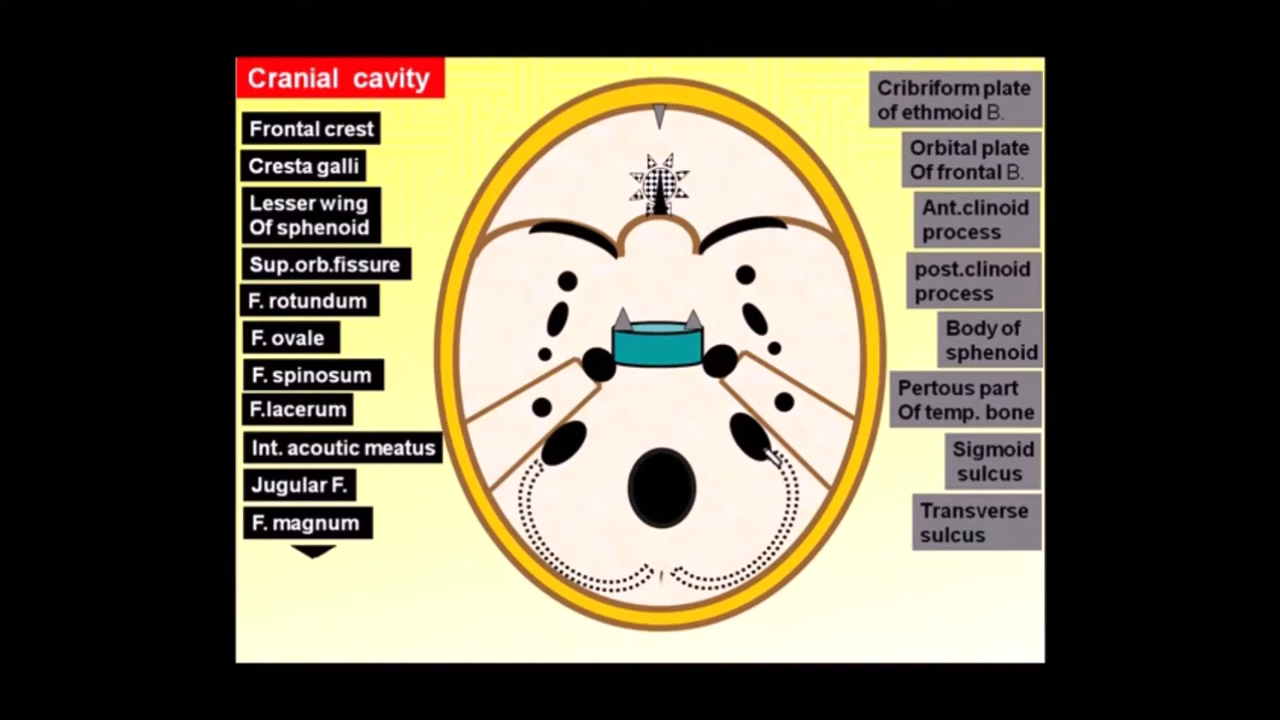 Cranial cavity
Frontal crest
Cresta galli
Lesser wing
Of sphenoid
Sup.orb.fissure
F. rotundum
F. ovale
F. spinosum
F.lacerum
Int. acoutic meatus
Jugular F.
F. magnum
Cribriform plate
of ethmoid B.
Orbital plate
Of frontal B.
Ant.clinoid
process
post.clinoid
process
Body of
sphenoid
Pertous part
Of temp. bone
Sigmoid
sulcus
Transverse
sulcus